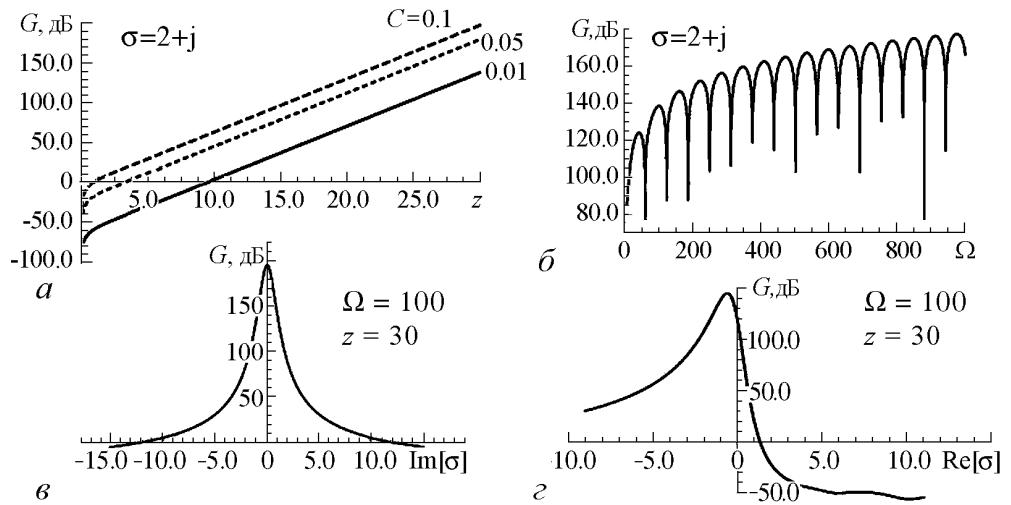 G, дБ
C=0.1
σ=2+j
0.05
0.01
150.0
100.0
50.0
0
-50.0
-100.0
5.0
10.0
15.0
20.0
25.0
z
а
G,дБ
σ=2+j
160.0
140.0
120.0
100.0
80.0
0
200
400
600
800
Ω
б
G, дБ
Ω = 100
z = 30
150
100
50
-15.0
-10.0
-5.0
0
5.0
10.0
Im[σ]
в
G,дБ
Ω = 100
z = 30
100.0
50.0
-50.0
-10.0
-5.0
0
5.0
10.0
Re[σ]
г